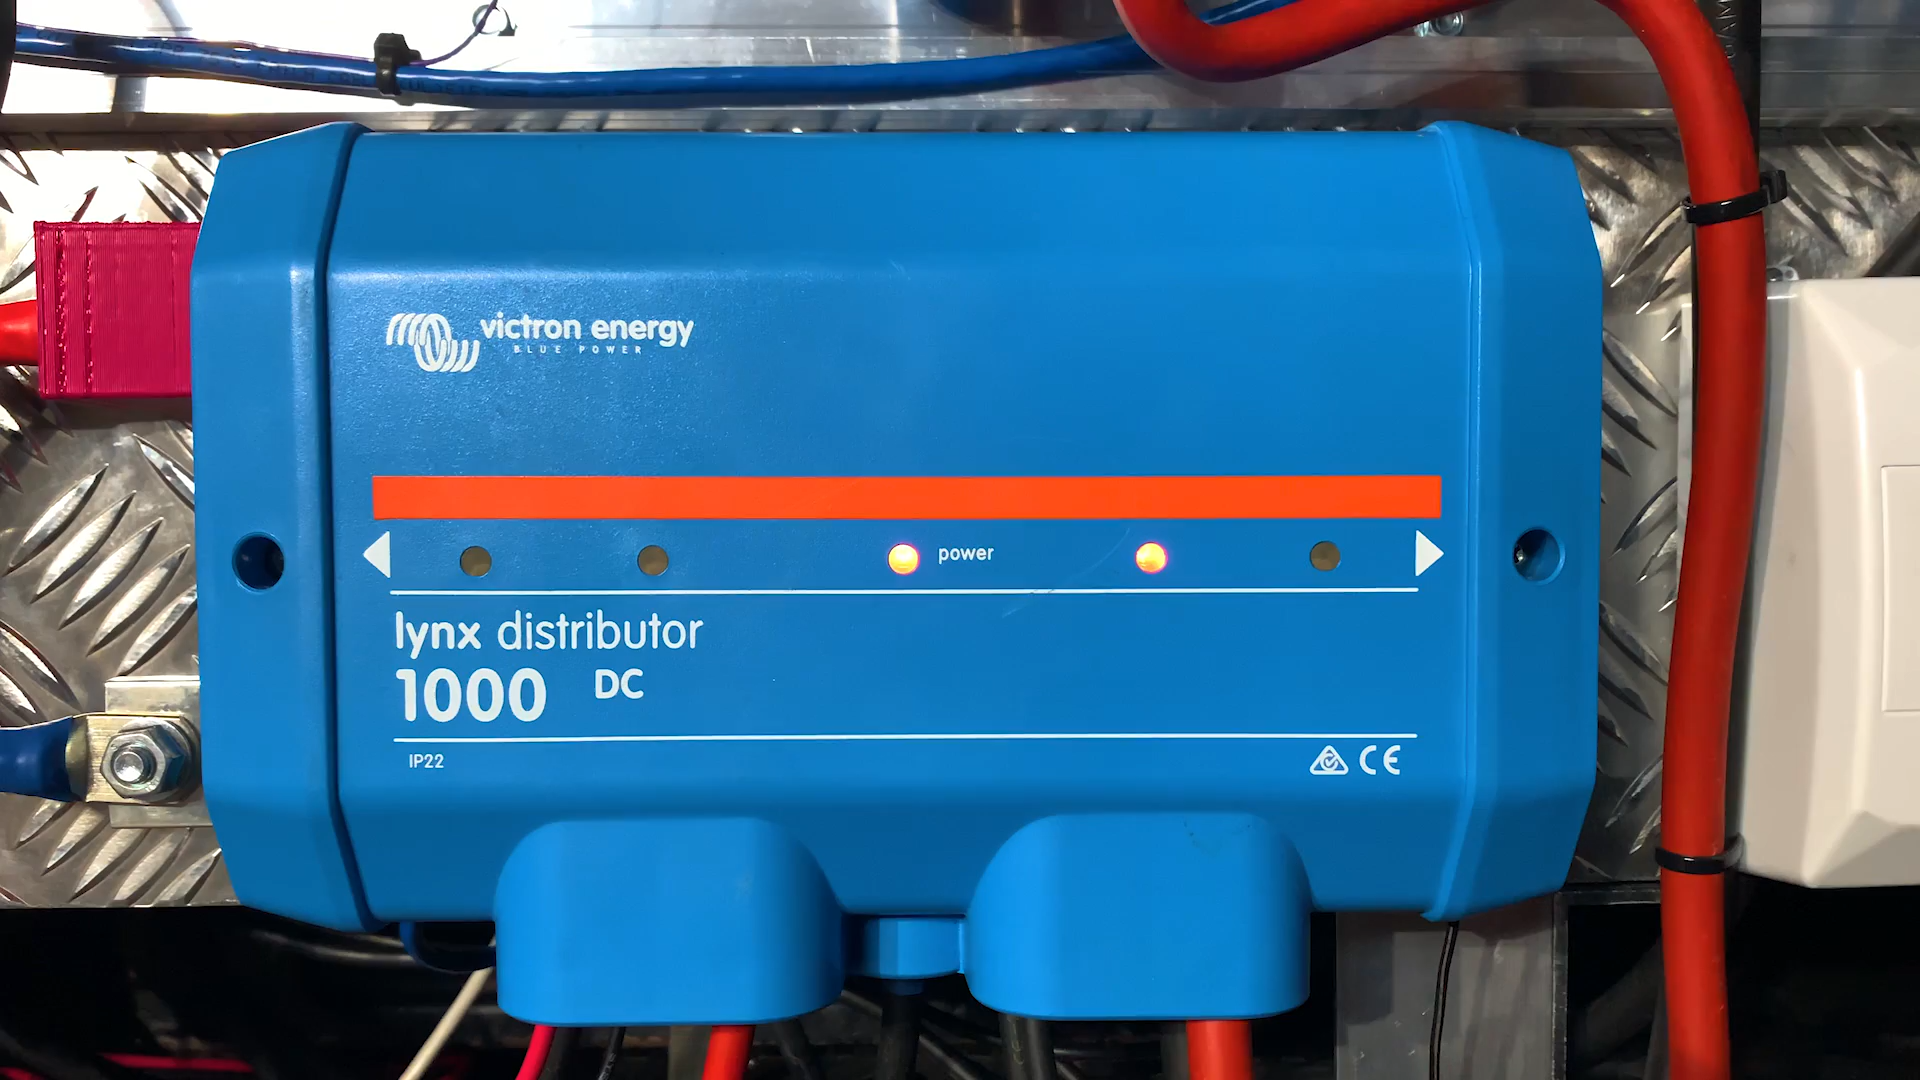 victron energy
BLUE POWER
power
lynx distributor
1000 DC
IP22
CE